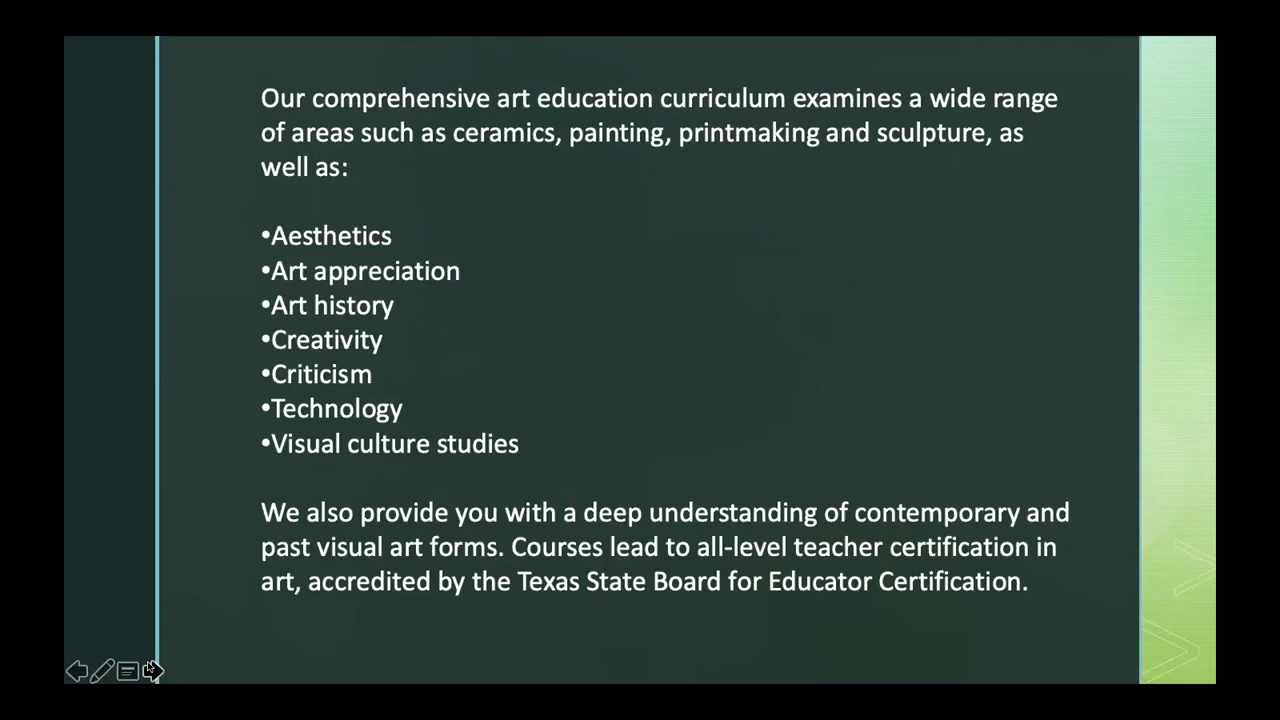 Our comprehensive art education curriculum examines a wide range
of areas such as ceramics, painting, printmaking and sculpture, as
well as:
•Aesthetics
•Art appreciation
•Art history
•Creativity
•Criticism
•Technology
•Visual culture studies
We also provide you with a deep understanding of contemporary and
past visual art forms. Courses lead to all-level teacher certification in
art, accredited by the Texas State Board for Educator Certification.